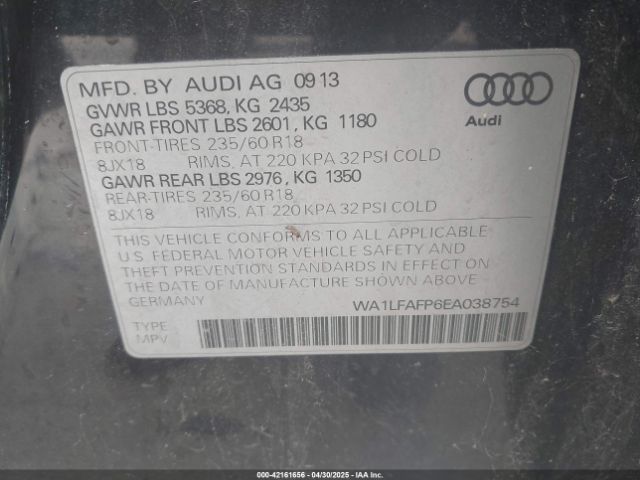 MFD. BY AUDI AG 09 13
GVWR LBS 5368, KG 2435
GAWR FRONT LBS 2601, KG 1180
FRONT-TIRES 235/60 R18
8JX18 RIMS, AT 220 KPA 32 PSI COLD
GAWR REAR LBS 2976, KG 1350
REAR-TIRES 235/60 R18
8JX18 RIMS, AT 220 KPA 32 PSI COLD
Audi
THIS VEHICLE CONFORMS TO ALL APPLICABLE
U.S. FEDERAL MOTOR VEHICLE SAFETY AND
THEFT PREVENTION STANDARDS IN EFFECT ON
THE DATE OF MANUFACTURE SHOWN ABOVE
GERMANY WA1LFAFP6EA038754
TYPE
MPV
000-42161656 - 04/30/2025 - IAA Inc.